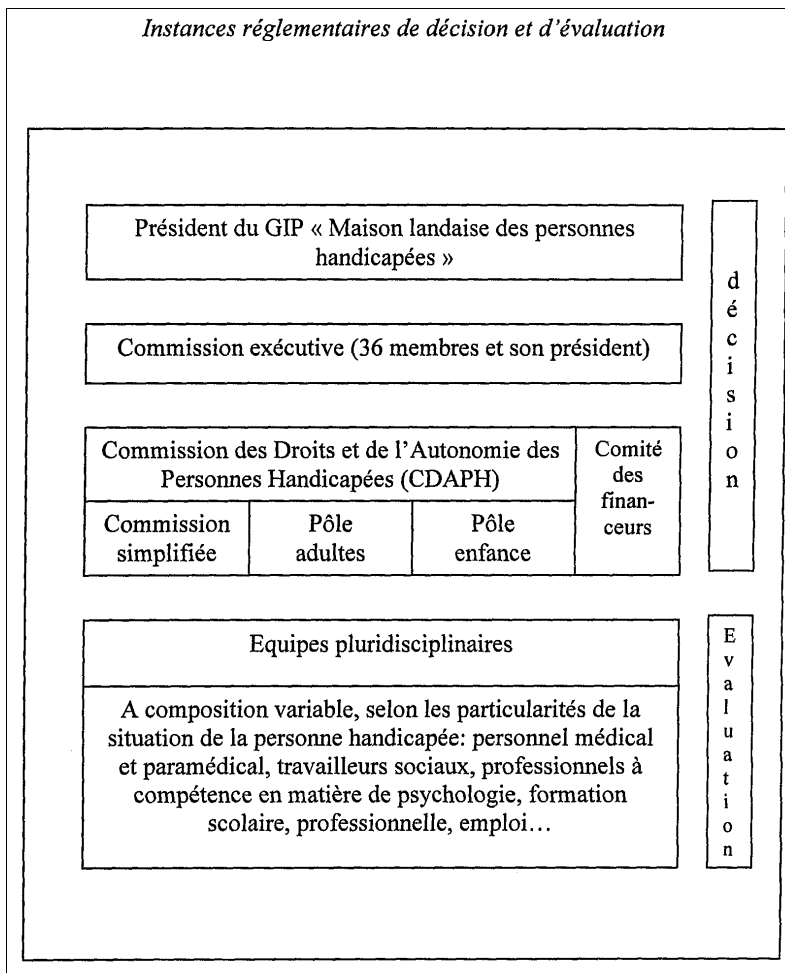 Instances réglementaires de décision et d'évaluation
Président du GIP « Maison landaise des personnes
handicapées »
Commission exécutive (36 membres et son président)
Commission des Droits et de l'Autonomie des
Personnes Handicapées (CDAPH)
Comité
des
finan-
ceurs
Commission
simplifiée
Pôle
adultes
Pôle
enfance
décision
Equipes pluridisciplinaires
A composition variable, selon les particularités de la
situation de la personne handicapée: personnel médical
et paramédical, travailleurs sociaux, professionnels à
compétence en matière de psychologie, formation
scolaire, professionnelle, emploi…
Evaluation